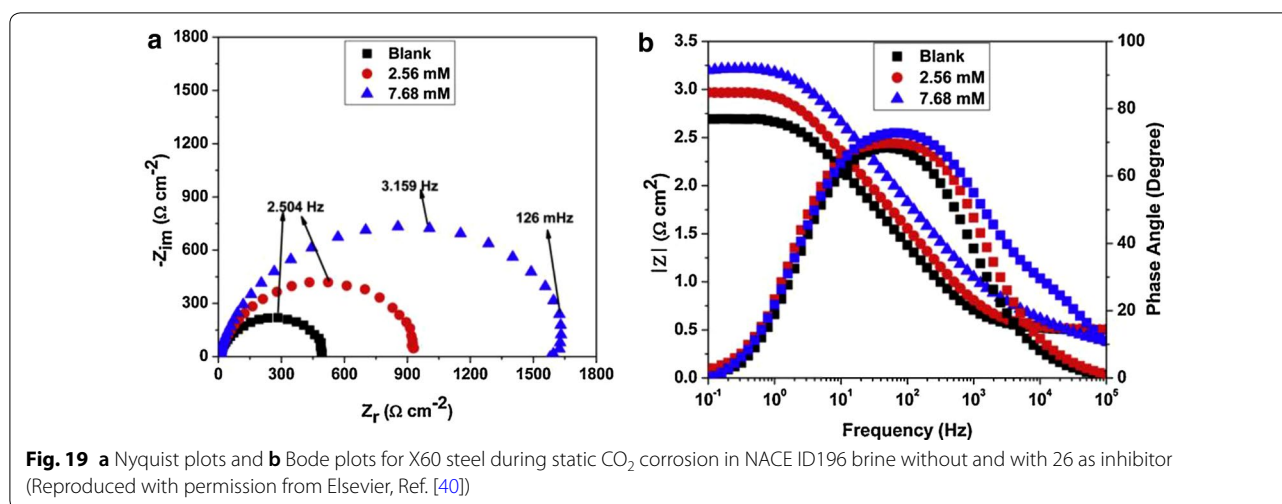 a
1800
1500
1200
900
600
300
0
-Z_im (Ω cm⁻²)
Blank
2.56 mM
7.68 mM
2.504 Hz
3.159 Hz
126 mHz
0 300 600 900 1200 1500 1800
Z_r (Ω cm⁻²)
b
3.5
3.0
2.5
2.0
1.5
1.0
0.5
0.0
|Z| (Ω cm²)
Blank
2.56 mM
7.68 mM
100
80
60
40
20
0
Phase Angle (Degree)
10⁻¹ 10⁰ 10¹ 10² 10³ 10⁴ 10⁵
Frequency (Hz)
Fig. 19 a Nyquist plots and b Bode plots for X60 steel during static CO₂ corrosion in NACE ID196 brine without and with 26 as inhibitor
(Reproduced with permission from Elsevier, Ref. [40])